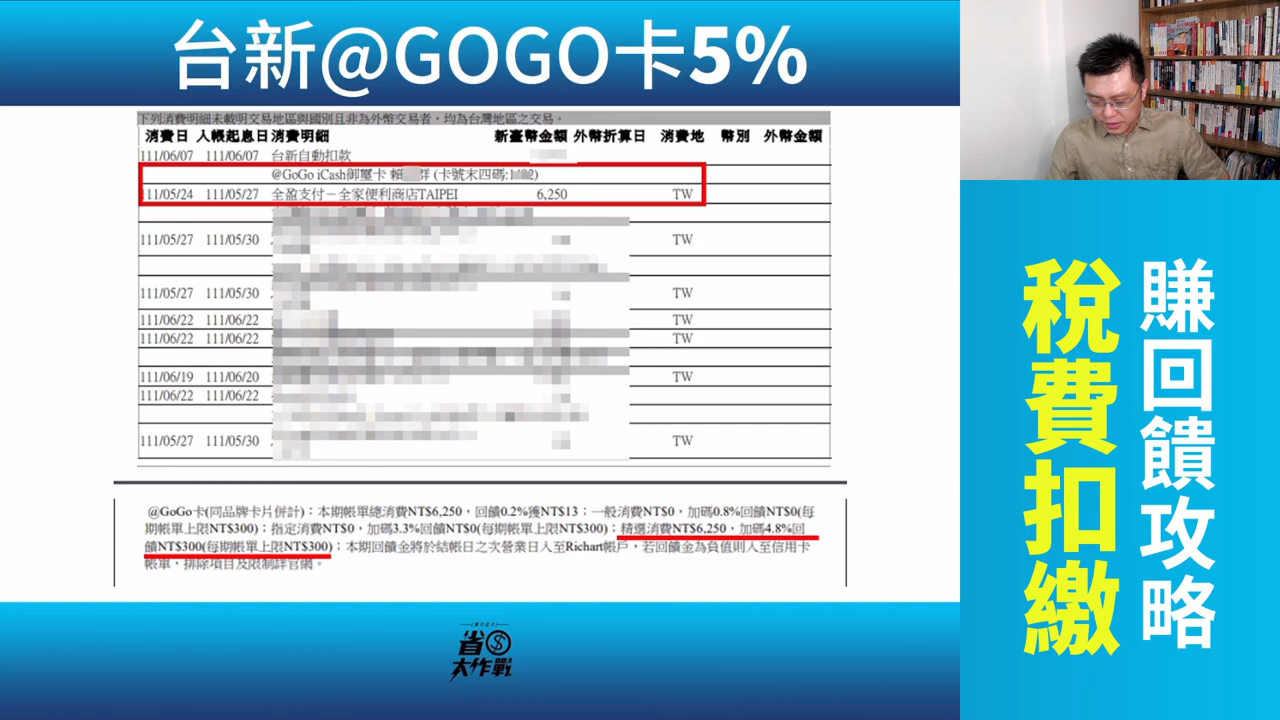 台新@GOGO卡5%
下列消費明細未載明交易地區與國別且非為外幣交易者，均為台灣地區之交易。
消費日 入帳起息日 消費明細 新臺幣金額 外幣折算日 消費地 幣別 外幣金額
111/06/07 111/06/07 台新自動扣款
@GoGo iCash御璽卡 賴 群 (卡號末四碼: 2)
111/05/24 111/05/27 全盈支付－全家便利商店TAIPEI 6,250 TW
111/05/27 111/05/30 TW
111/05/27 111/05/30 TW
111/06/22 111/06/22 TW
111/06/22 111/06/22 TW
111/06/19 111/06/20 TW
111/06/22 111/06/22
111/05/27 111/05/30 TW
@GoGo卡(同品牌卡片併計)：本期帳單總消費NT$6,250，回饋0.2%獲NT$13；一般消費NT$0，加碼0.8%回饋NT$0(每
期帳單上限NT$300)；指定消費NT$0，加碼3.3%回饋NT$0(每期帳單上限NT$300)；精選消費NT$6,250，加碼4.8%回
饋NT$300(每期帳單上限NT$300)；本期回饋金將於結帳日之次營業日入至Richart帳戶，若回饋金為負值則入至信用卡
帳單，排除項目及限制詳官網。
省
大作戰
賺回饋攻略
稅費扣繳